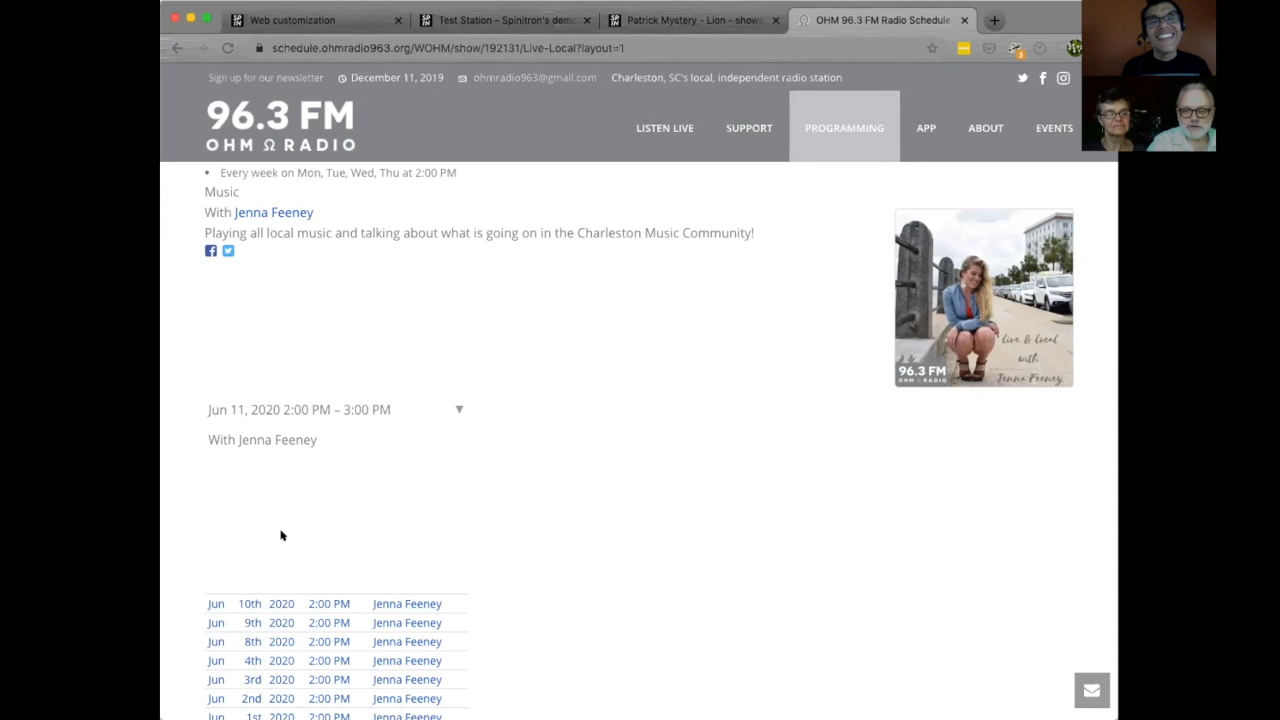 Web customization
Test Station – Spinitron's dem
Patrick Mystery - Lion - shows
OHM 96.3 FM Radio Schedule
schedule.ohmradio963.org/WOHM/show/192131/Live-Local?layout=1
Sign up for our newsletter December 11, 2019 ohmradio963@gmail.com Charleston, SC's local, independent radio station
96.3 FM
OHM Ω RADIO
LISTEN LIVE SUPPORT PROGRAMMING APP ABOUT EVENTS
• Every week on Mon, Tue, Wed, Thu at 2:00 PM
Music
With Jenna Feeney
Playing all local music and talking about what is going on in the Charleston Music Community!
Live & Local
with
Jenna Feeney
96.3 FM
OHM Ω RADIO
Jun 11, 2020 2:00 PM – 3:00 PM
With Jenna Feeney
Jun 10th 2020 2:00 PM Jenna Feeney
Jun 9th 2020 2:00 PM Jenna Feeney
Jun 8th 2020 2:00 PM Jenna Feeney
Jun 4th 2020 2:00 PM Jenna Feeney
Jun 3rd 2020 2:00 PM Jenna Feeney
Jun 2nd 2020 2:00 PM Jenna Feeney
Jun 1st 2020 2:00 PM Jenna Feeney